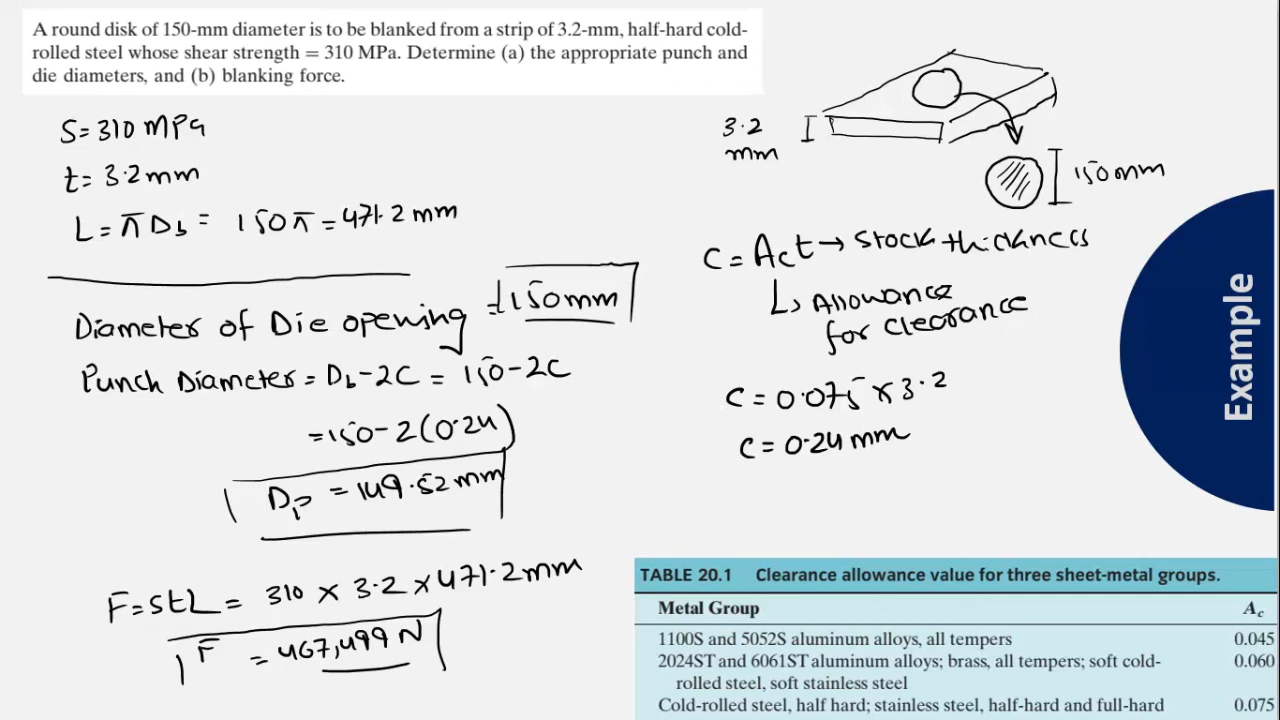 A round disk of 150-mm diameter is to be blanked from a strip of 3.2-mm, half-hard cold-
rolled steel whose shear strength = 310 MPa. Determine (a) the appropriate punch and
die diameters, and (b) blanking force.
S = 310 MPa
t = 3.2 mm
L = π Db = 150π = 471.2 mm
Diameter of Die opening = 150mm
Punch Diameter = Db - 2C = 150 - 2C
= 150 - 2(0.24)
Dp = 149.52 mm
F = StL = 310 × 3.2 × 471.2mm
F = 467,499 N
3.2
mm
150mm
C = Act → Stock thickness
↳ Allowance
for Clearance
C = 0.075 × 3.2
C = 0.24 mm
Example
TABLE 20.1 Clearance allowance value for three sheet-metal groups.
Metal Group Ac
1100S and 5052S aluminum alloys, all tempers 0.045
2024ST and 6061ST aluminum alloys; brass, all tempers; soft cold- 0.060
rolled steel, soft stainless steel
Cold-rolled steel, half hard; stainless steel, half-hard and full-hard 0.075